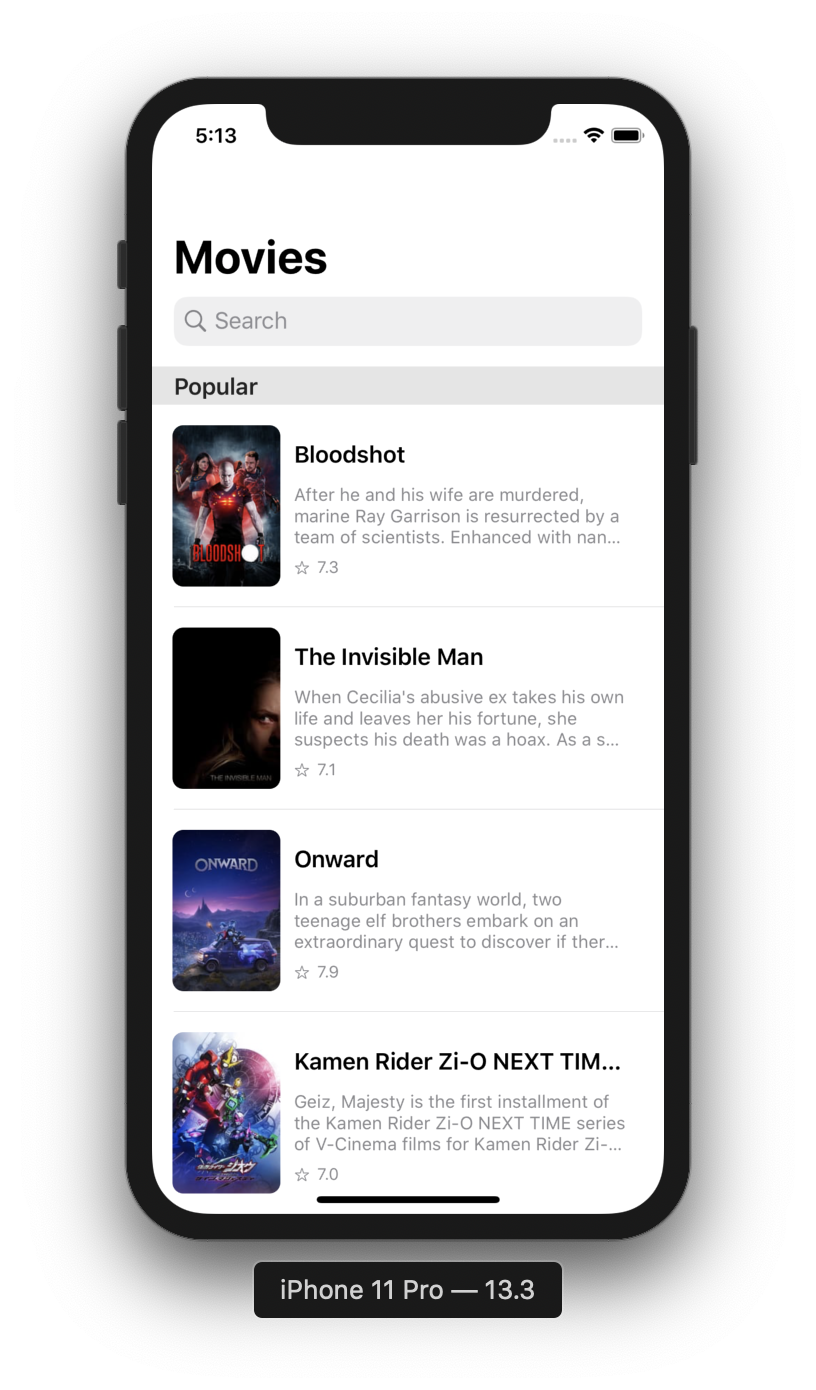 5:13
Movies
Search
Popular
BLOODSH T
Bloodshot
After he and his wife are murdered,
marine Ray Garrison is resurrected by a
team of scientists. Enhanced with nan...
7.3
THE INVISIBLE MAN
The Invisible Man
When Cecilia's abusive ex takes his own
life and leaves her his fortune, she
suspects his death was a hoax. As a s...
7.1
ONWARD
Onward
In a suburban fantasy world, two
teenage elf brothers embark on an
extraordinary quest to discover if ther...
7.9
Kamen Rider Zi-O NEXT TIM...
Geiz, Majesty is the first installment of
the Kamen Rider Zi-O NEXT TIME series
of V-Cinema films for Kamen Rider Zi-...
7.0
iPhone 11 Pro — 13.3